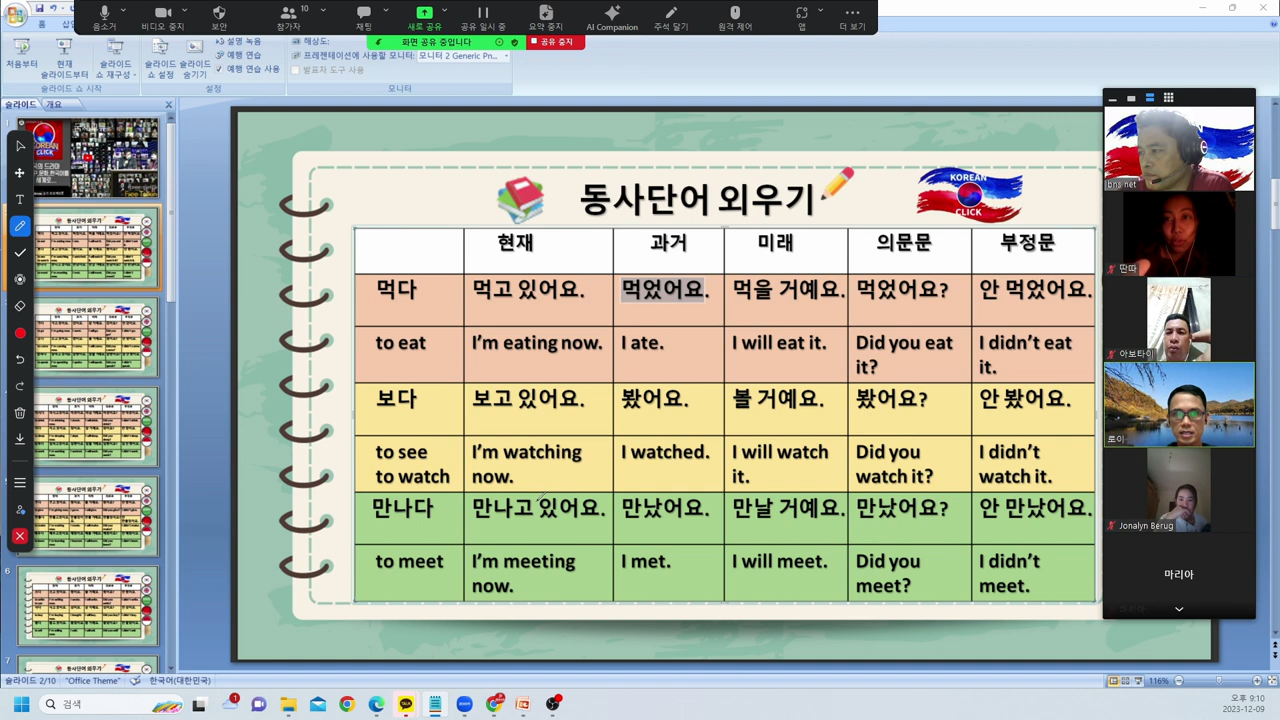 음소거
비디오 중지
보안
참가자
10
채팅
새로 공유
공유 일시 중
요약 중지
AI Companion
주석 달기
원격 제어
앱
더 보기
화면 공유 중입니다
공유 중지
홈
처음부터
현재
슬라이드부터
슬라이드
쇼 재구성
슬라이드 쇼 시작
슬라이드
쇼 설정
슬라이드
숨기기
설명 녹음
예행 연습
예행 연습 사용
설정
해상도:
프레젠테이션에 사용할 모니터:
모니터 2 Generic Pn...
발표자 도구 사용
모니터
슬라이드
개요
동사단어 외우기
KOREAN
CLICK
현재 과거 미래 의문문 부정문
먹다 먹고 있어요. 먹었어요. 먹을 거예요. 먹었어요? 안 먹었어요.
to eat I'm eating now. I ate. I will eat it. Did you eat it? I didn't eat it.
보다 보고 있어요. 봤어요. 볼 거예요. 봤어요? 안 봤어요.
to see to watch I'm watching now. I watched. I will watch it. Did you watch it? I didn't watch it.
만나다 만나고 있어요. 만났어요. 만날 거예요. 만났어요? 안 만났어요.
to meet I'm meeting now. I met. I will meet. Did you meet? I didn't meet.
bns net
딴따
아보타이
로이
Jonalyn Berug
마리아
6
7
슬라이드 2/10
"Office Theme"
한국어(대한민국)
116%
검색
오후 9:10
2023-12-09